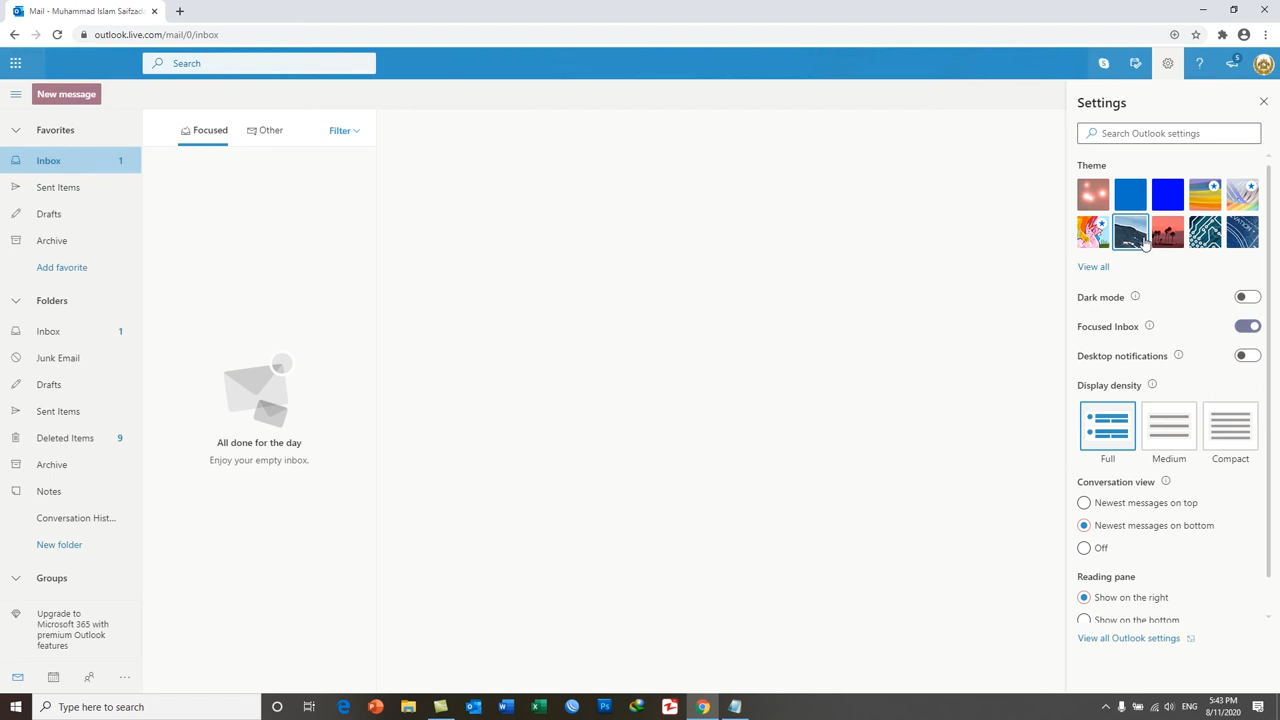 Mail - Muhammad Islam Saifzada
outlook.live.com/mail/0/inbox
Search
5
New message
Favorites
Inbox 1
Sent Items
Drafts
Archive
Add favorite
Folders
Inbox 1
Junk Email
Drafts
Sent Items
Deleted Items 9
Archive
Notes
Conversation Hist...
New folder
Groups
Upgrade to
Microsoft 365 with
premium Outlook
features
Focused Other Filter
All done for the day
Enjoy your empty inbox.
Settings
Search Outlook settings
Theme
View all
Dark mode
Focused Inbox
Desktop notifications
Display density
Full Medium Compact
Conversation view
Newest messages on top
Newest messages on bottom
Off
Reading pane
Show on the right
Show on the bottom
View all Outlook settings
Type here to search
ENG
5:43 PM
8/11/2020